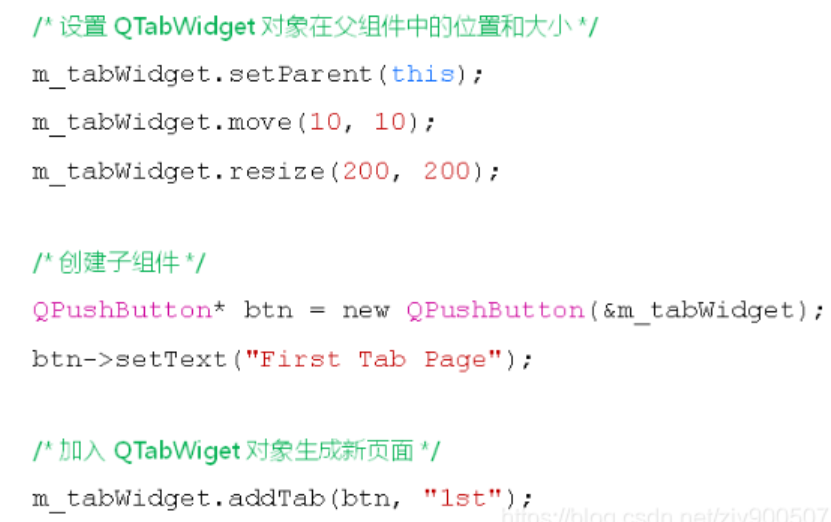 /* 设置 QTabWidget 对象在父组件中的位置和大小 */
m_tabWidget.setParent(this);
m_tabWidget.move(10, 10);
m_tabWidget.resize(200, 200);
/* 创建子组件 */
QPushButton* btn = new QPushButton(&m_tabWidget);
btn->setText("First Tab Page");
/* 加入 QTabWiget 对象生成新页面 */
m_tabWidget.addTab(btn, "1st");
https://blog.csdn.net/zjy900507